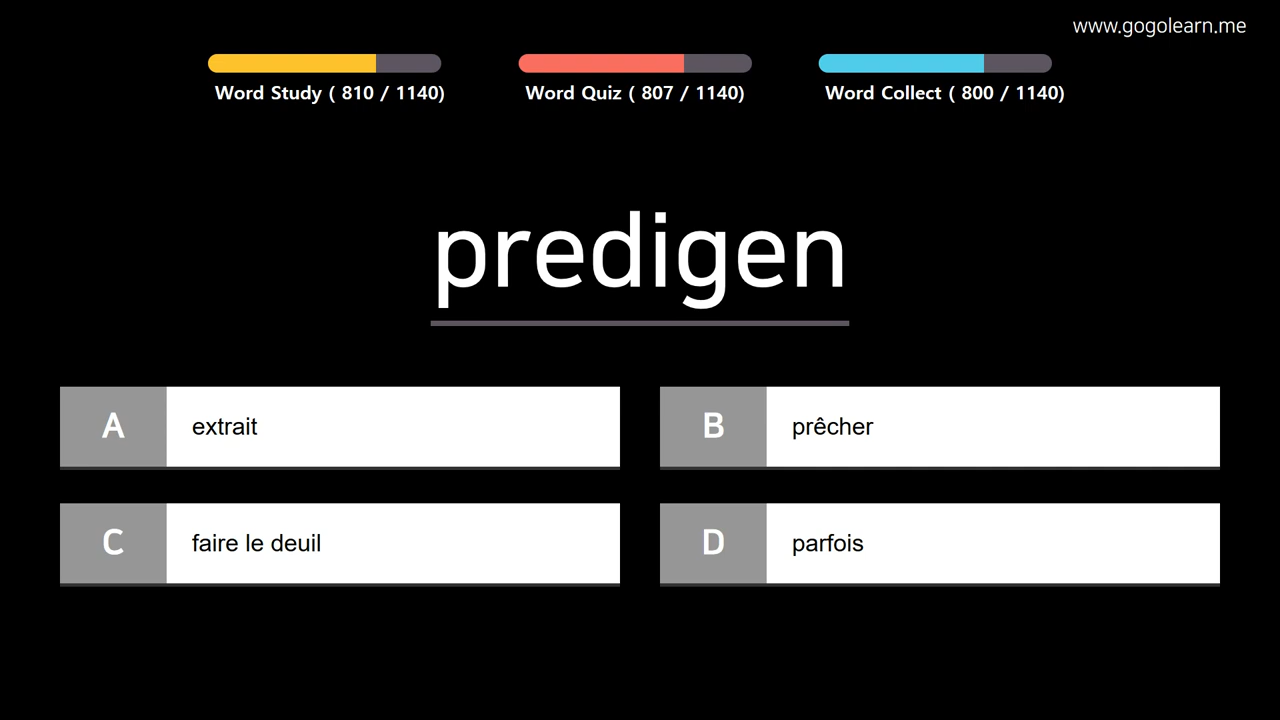 www.gogolearn.me
Word Study ( 810 / 1140)
Word Quiz ( 807 / 1140)
Word Collect ( 800 / 1140)
predigen
A extrait
B prêcher
C faire le deuil
D parfois